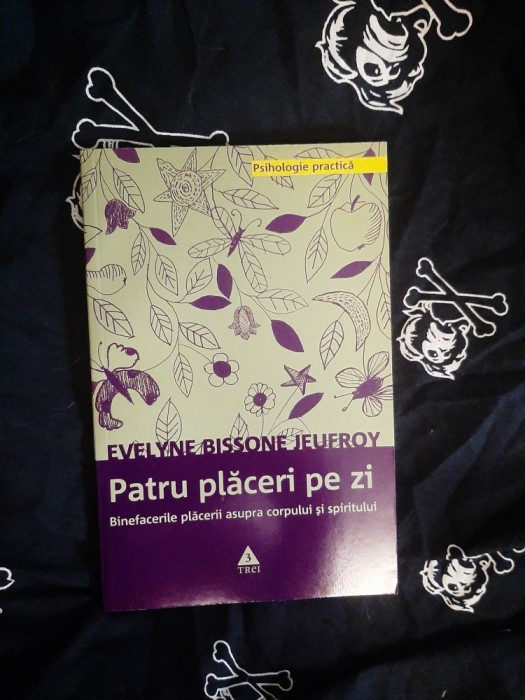 Psihologie practică
EVELYNE BISSONE JEUFROY
Patru plăceri pe zi
Binefacerile plăcerii asupra corpului și spiritului
3
TREI